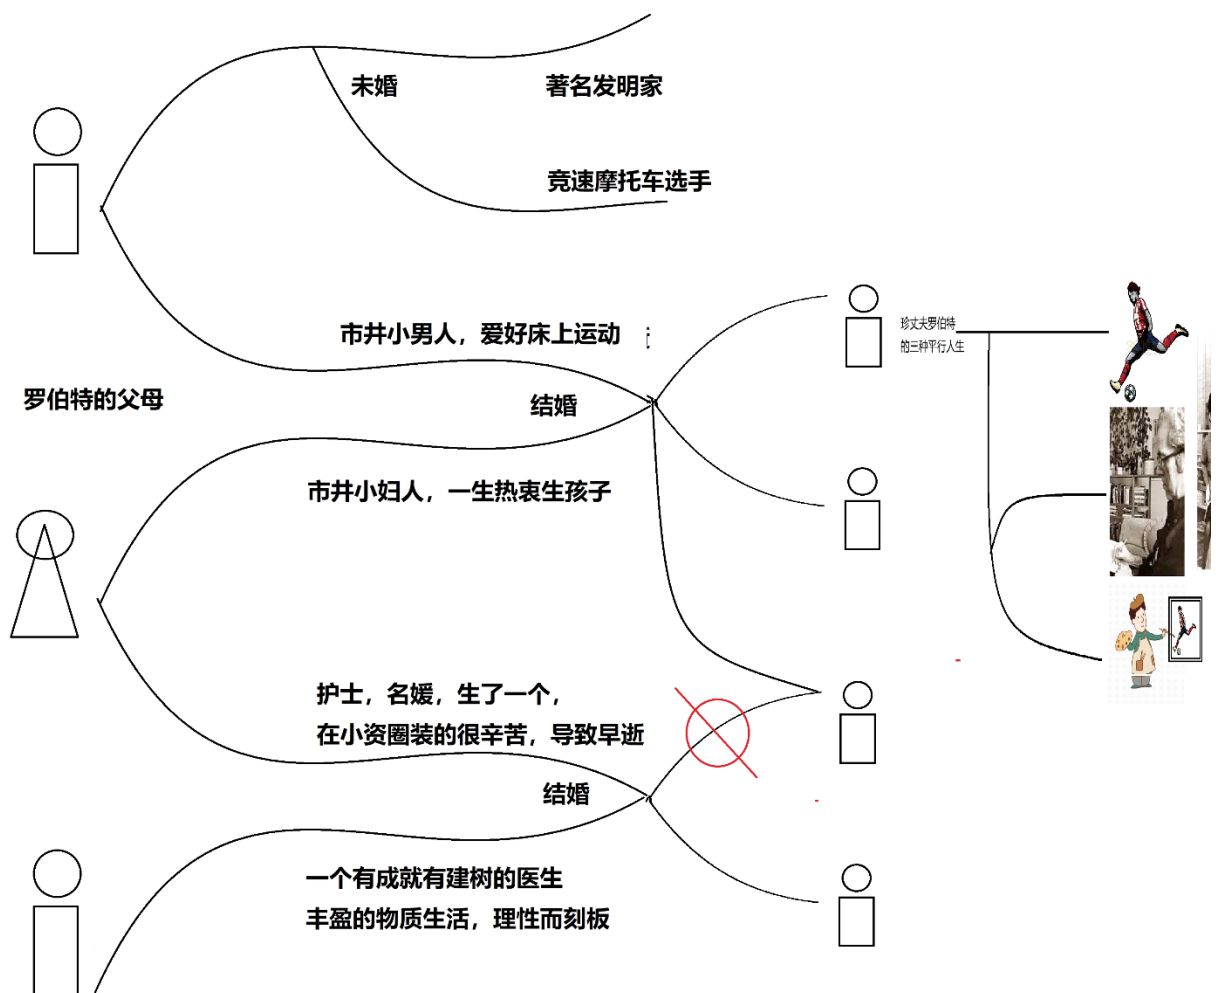 未婚
著名发明家
竞速摩托车选手
市井小男人，爱好床上运动
珍丈夫罗伯特
的三种平行人生
罗伯特的父母
结婚
市井小妇人，一生热衷生孩子
护士，名媛，生了一个，
在小资圈装的很辛苦，导致早逝
结婚
一个有成就有建树的医生
丰盈的物质生活，理性而刻板